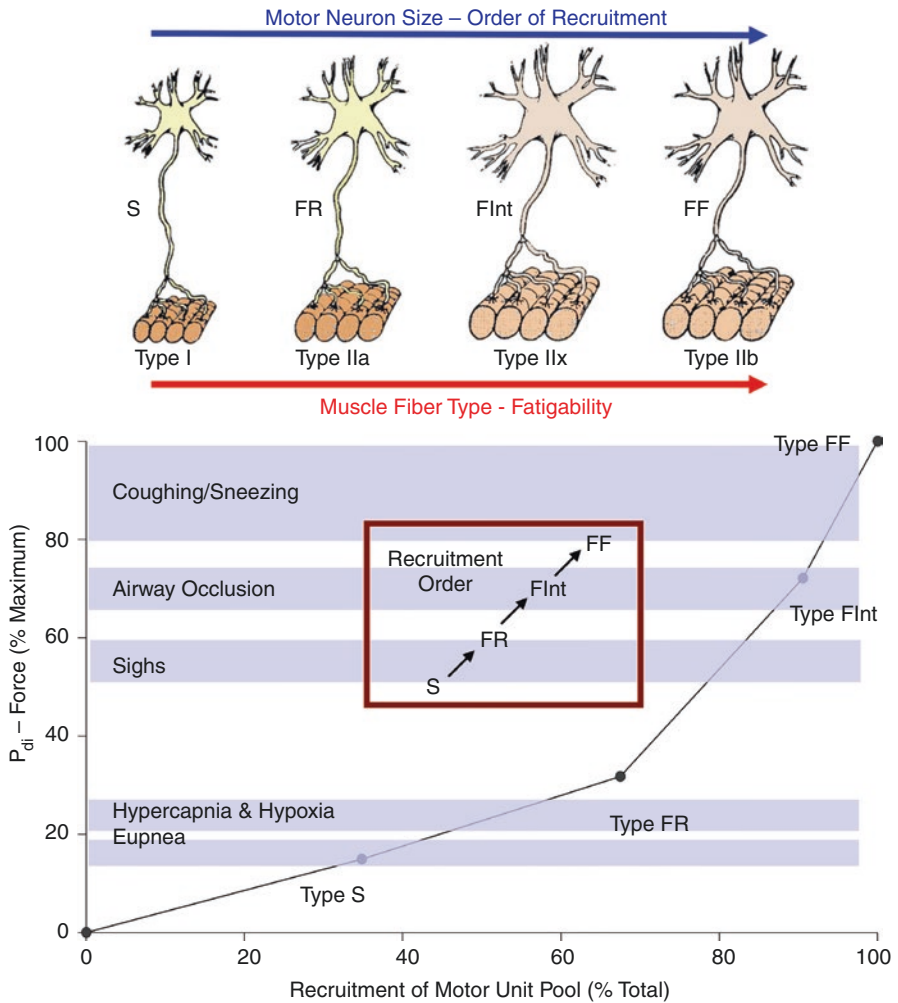 Motor Neuron Size – Order of Recruitment
S
FR
FInt
FF
Type I
Type IIa
Type IIx
Type IIb
Muscle Fiber Type - Fatigability
P_di – Force (% Maximum)
100
80
60
40
20
0
Coughing/Sneezing
Airway Occlusion
Sighs
Hypercapnia & Hypoxia
Eupnea
Recruitment
Order
FF
FInt
FR
S
Type FF
Type FInt
Type FR
Type S
0
20
40
60
80
100
Recruitment of Motor Unit Pool (% Total)